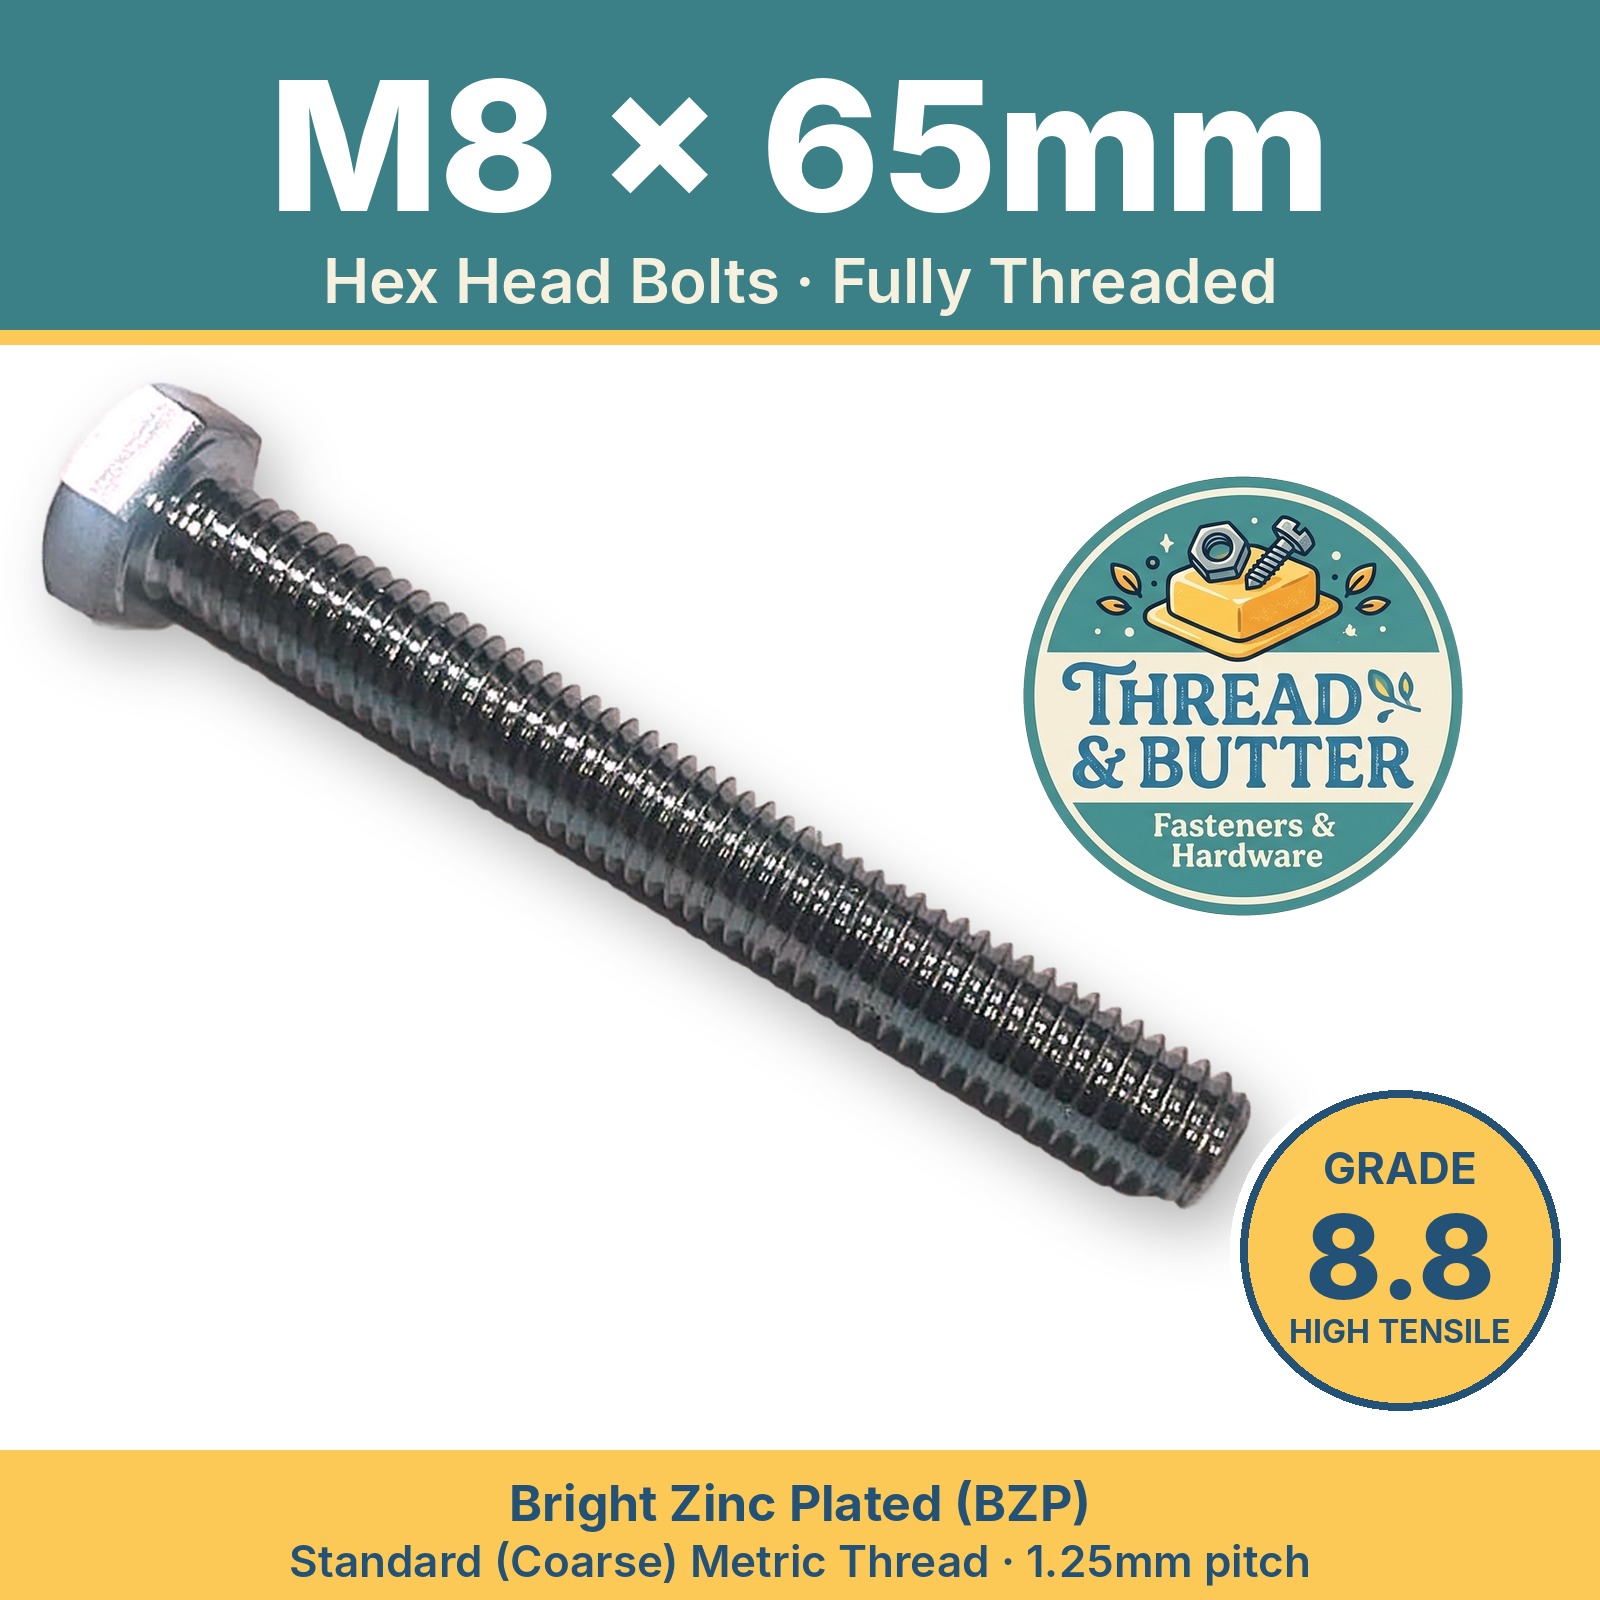 M8 × 65mm
Hex Head Bolts · Fully Threaded
THREAD
& BUTTER
Fasteners &
Hardware
GRADE
8.8
HIGH TENSILE
Bright Zinc Plated (BZP)
Standard (Coarse) Metric Thread · 1.25mm pitch